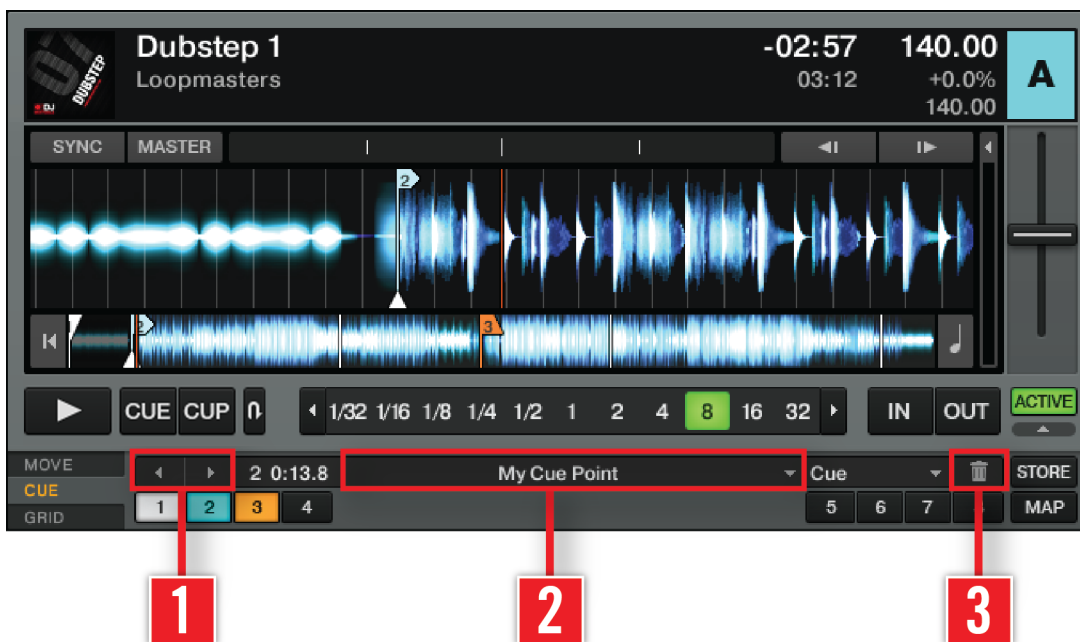 DJ
DUBSTEP
DJ
Dubstep 1
Loopmasters
-02:57
03:12
140.00
+0.0%
140.00
A
SYNC
MASTER
2
2
3
CUE
CUP
1/32 1/16 1/8 1/4 1/2 1 2 4 8 16 32
IN
OUT
ACTIVE
MOVE
CUE
GRID
2 0:13.8
My Cue Point
Cue
STORE
1 2 3 4
5 6 7 8
MAP
1
2
3